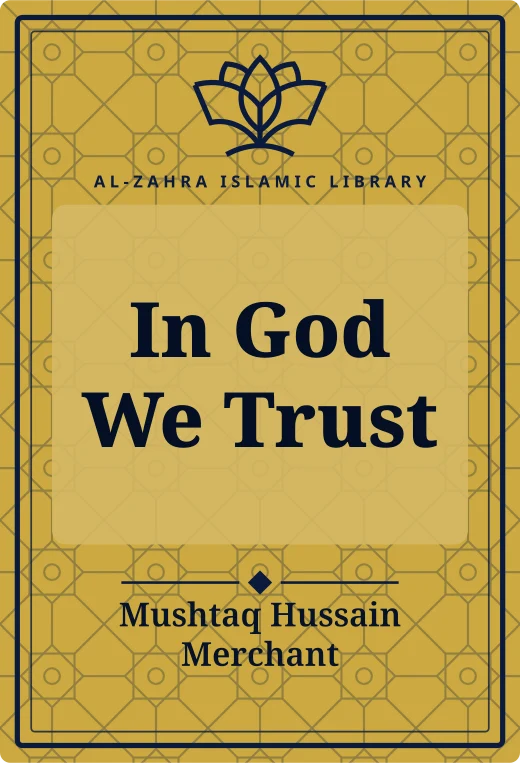 AL-ZAHRA ISLAMIC LIBRARY
In God
We Trust
Mushtaq Hussain
Merchant